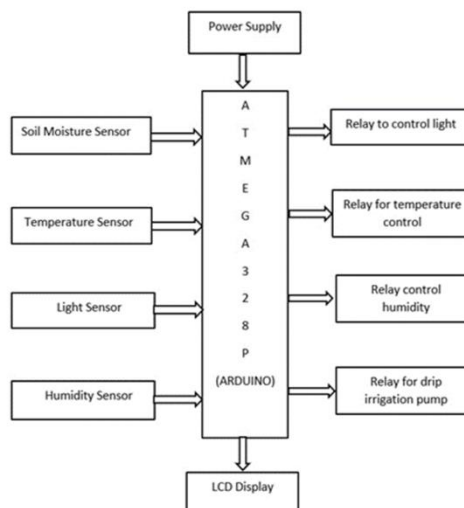 Power Supply
Soil Moisture Sensor
Temperature Sensor
Light Sensor
Humidity Sensor
A
T
M
E
G
A
3
2
8
P
(ARDUINO)
Relay to control light
Relay for temperature
control
Relay control
humidity
Relay for drip
irrigation pump
LCD Display